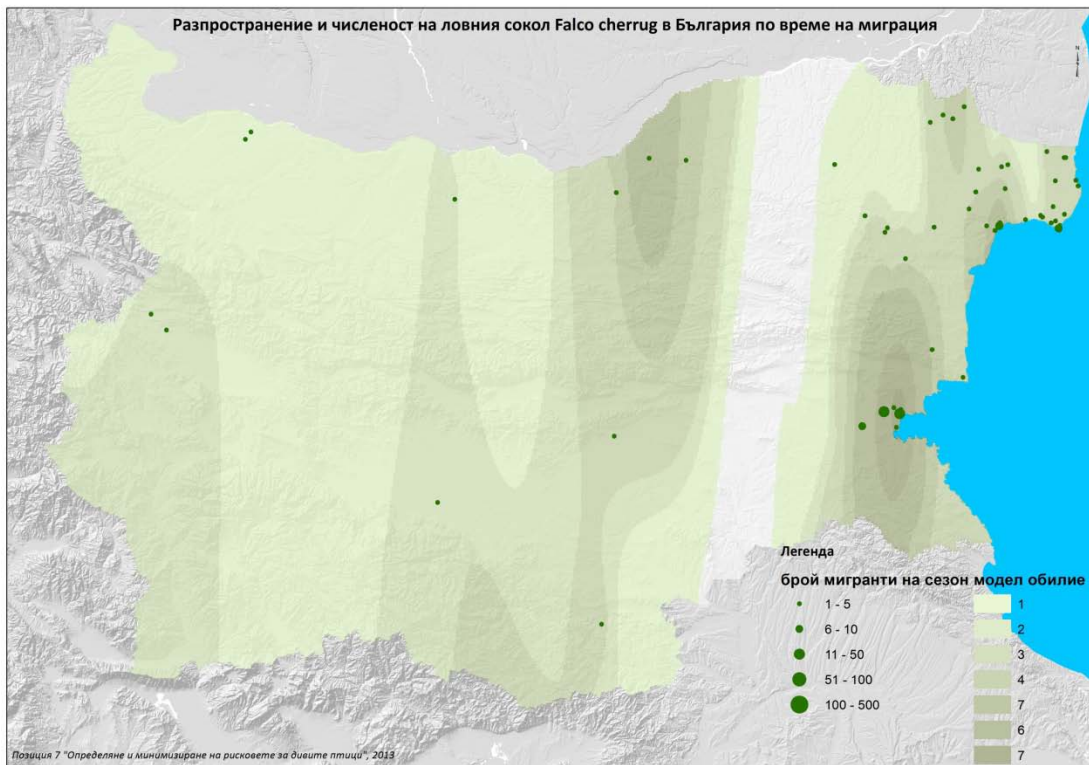 Разпространение и численост на ловния сокол Falco cherrug в България по време на миграция
Легенда
брой мигранти на сезон модел обилие
1 - 5
6 - 10
11 - 50
51 - 100
100 - 500
1
2
3
4
7
6
7
Позиция 7 "Определяне и минимизиране на рисковете за дивите птици", 2013